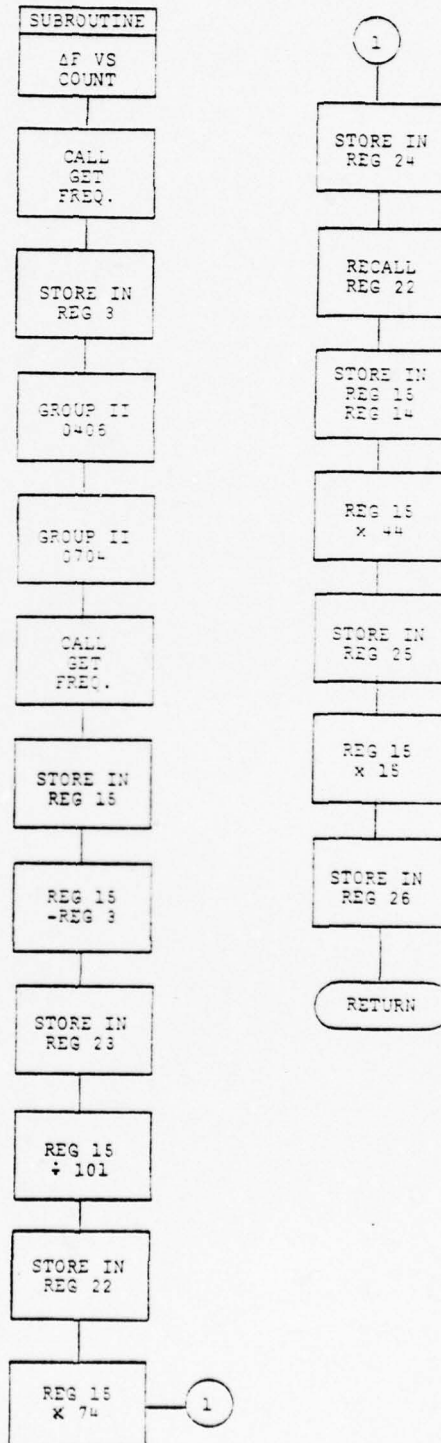 SUBROUTINE
ΔF VS
COUNT
CALL
GET
FREQ.
STORE IN
REG 3
GROUP II
0406
GROUP II
0704
CALL
GET
FREQ.
STORE IN
REG 15
REG 15
-REG 3
STORE IN
REG 23
REG 15
÷ 101
STORE IN
REG 22
REG 15
x 74
1
1
STORE IN
REG 24
RECALL
REG 22
STORE IN
REG 15
REG 14
REG 15
x 44
STORE IN
REG 25
REG 15
x 15
STORE IN
REG 26
RETURN